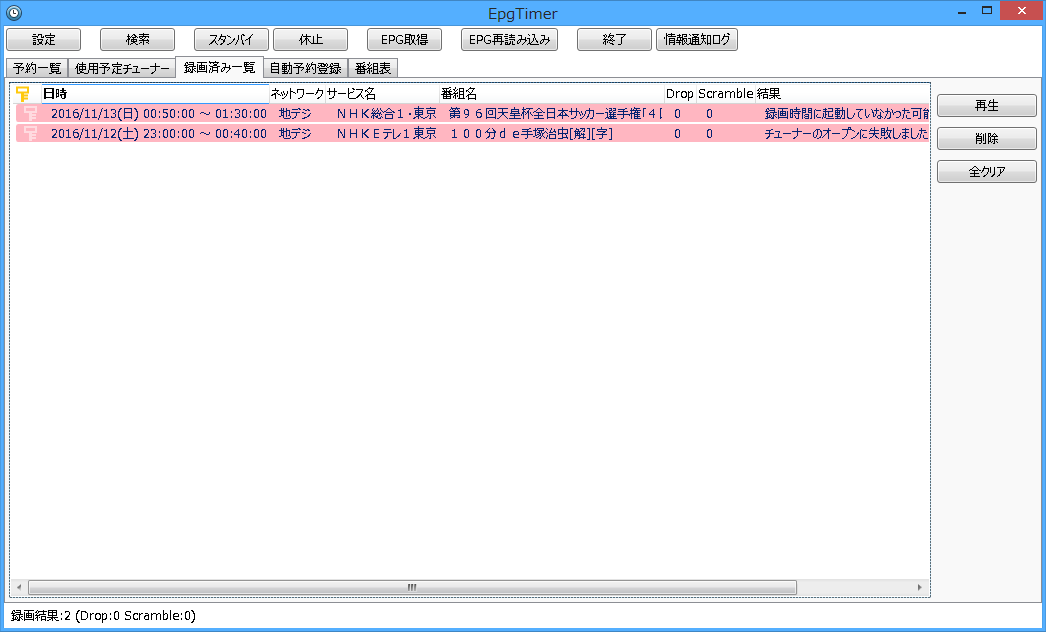 EpgTimer
設定 検索 スタンバイ 休止 EPG取得 EPG再読み込み 終了 情報通知ログ
予約一覧 使用予定チューナー 録画済み一覧 自動予約登録 番組表
日時 ネットワーク サービス名 番組名 Drop Scramble 結果
2016/11/13(日) 00:50:00 ～ 01:30:00 地デジ ＮＨＫ総合１・東京 第９６回天皇杯全日本サッカー選手権「４回 0 0 録画時間に起動していなかった可能
2016/11/12(土) 23:00:00 ～ 00:40:00 地デジ ＮＨＫＥテレ１東京 １００分ｄｅ手塚治虫[解][字] 0 0 チューナーのオープンに失敗しました
再生
削除
全クリア
録画結果:2 (Drop:0 Scramble:0)